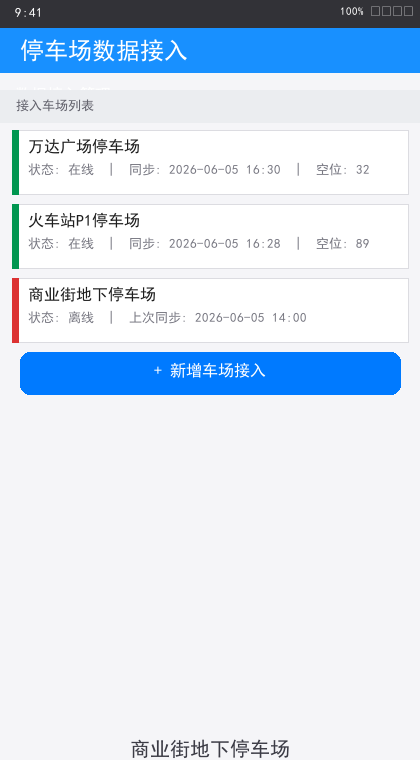 9:41 100% □□□□
停车场数据接入
接入车场列表
万达广场停车场
状态: 在线 | 同步: 2026-06-05 16:30 | 空位: 32
火车站P1停车场
状态: 在线 | 同步: 2026-06-05 16:28 | 空位: 89
商业街地下停车场
状态: 离线 | 上次同步: 2026-06-05 14:00
+ 新增车场接入
商业街地下停车场